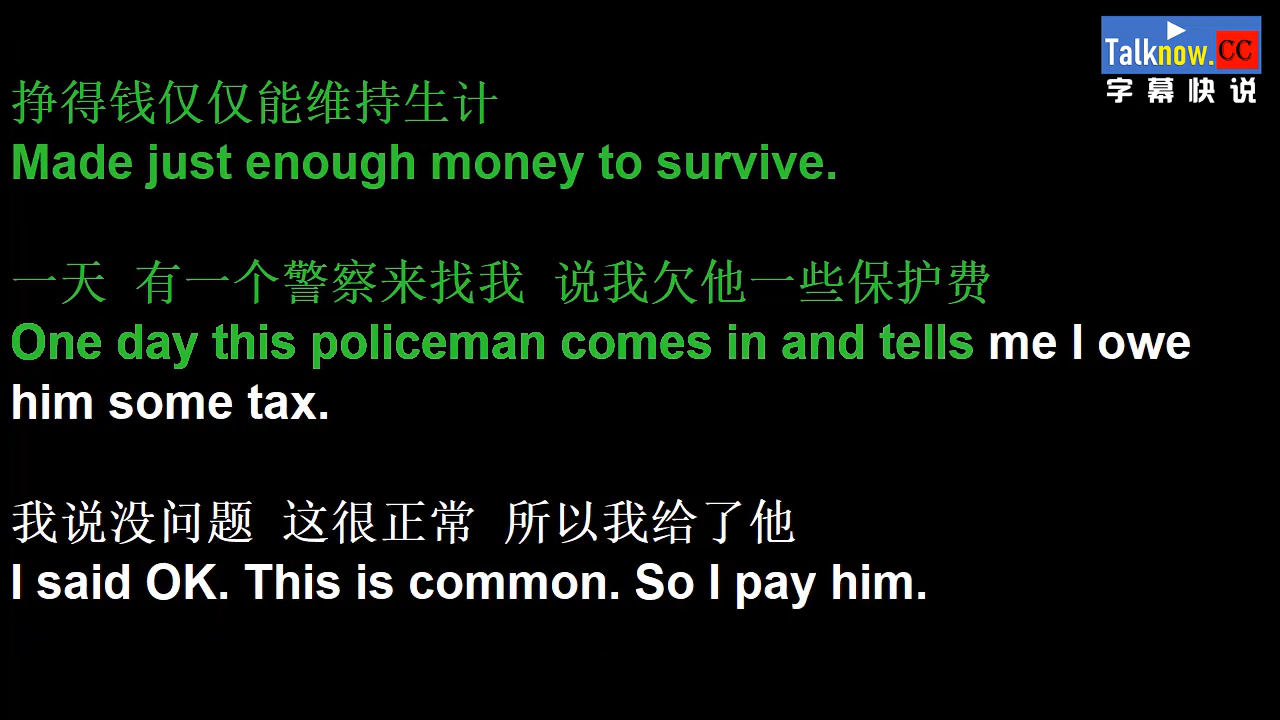 Talknow.CC
字幕快说
挣得钱仅仅能维持生计
Made just enough money to survive.
一天 有一个警察来找我 说我欠他一些保护费
One day this policeman comes in and tells me I owe
him some tax.
我说没问题 这很正常 所以我给了他
I said OK. This is common. So I pay him.